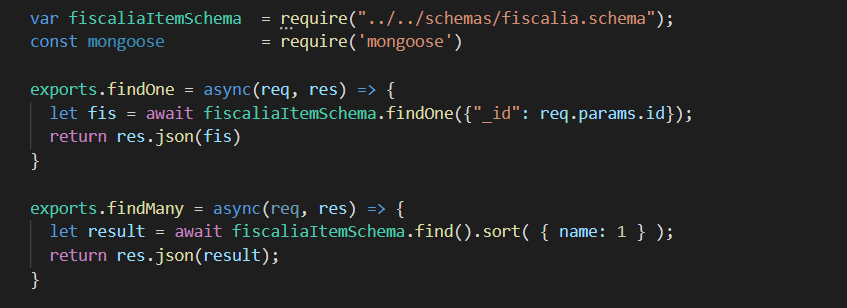 var fiscaliaItemSchema  = require("../../schemas/fiscalia.schema");
const mongoose          = require('mongoose')
exports.findOne = async(req, res) => {
  let fis = await fiscaliaItemSchema.findOne({"_id": req.params.id});
  return res.json(fis)
}
exports.findMany = async(req, res) => {
  let result = await fiscaliaItemSchema.find().sort( { name: 1 } );
  return res.json(result);
}